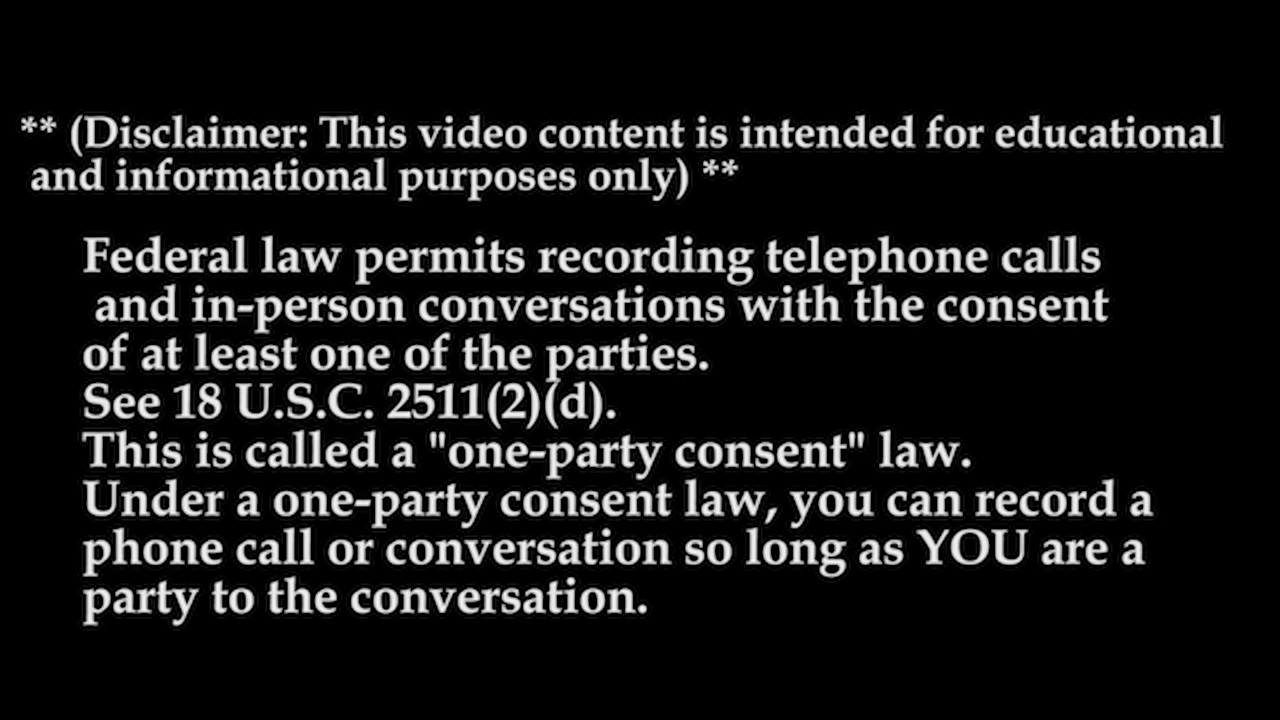 ** (Disclaimer: This video content is intended for educational
and informational purposes only) **
Federal law permits recording telephone calls
and in-person conversations with the consent
of at least one of the parties.
See 18 U.S.C. 2511(2)(d).
This is called a "one-party consent" law.
Under a one-party consent law, you can record a
phone call or conversation so long as YOU are a
party to the conversation.